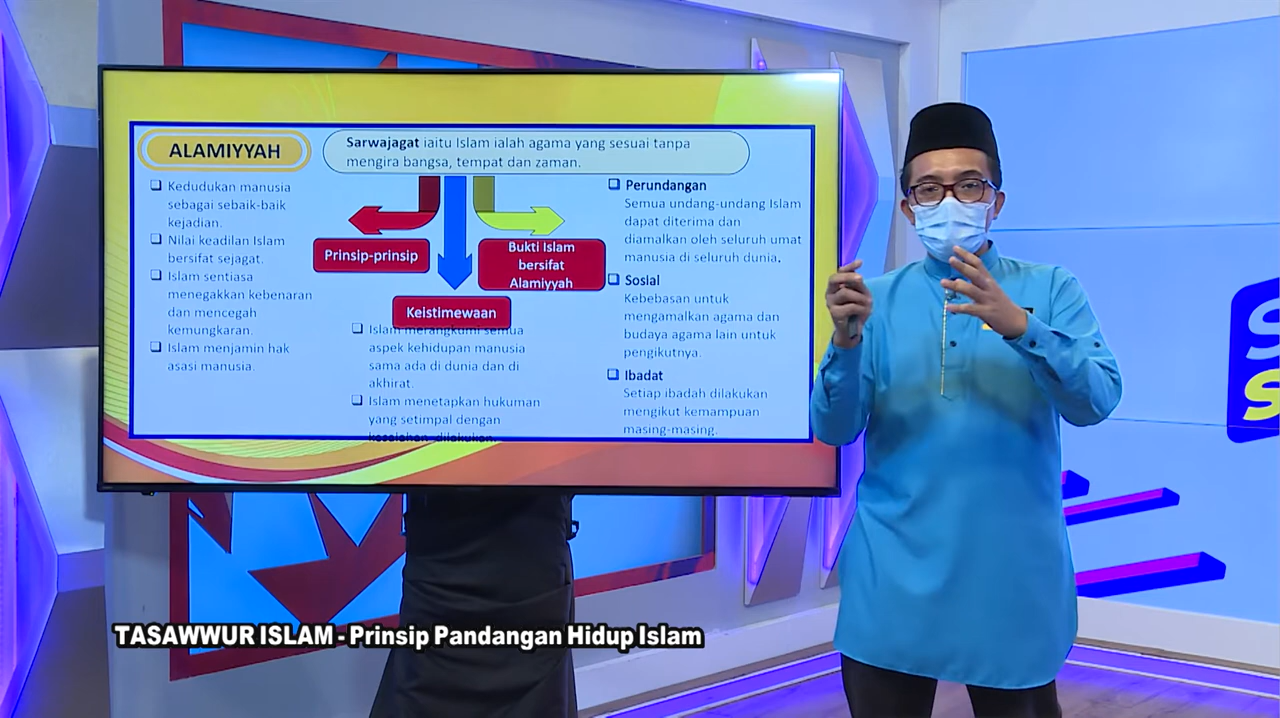 ALAMIYYAH
Sarwajagat iaitu Islam ialah agama yang sesuai tanpa
mengira bangsa, tempat dan zaman.
❑ Kedudukan manusia
sebagai sebaik-baik
kejadian.
❑ Nilai keadilan Islam
bersifat sejagat.
❑ Islam sentiasa
menegakkan kebenaran
dan mencegah
kemungkaran.
❑ Islam menjamin hak
asasi manusia.
Prinsip-prinsip
Keistimewaan
❑ Islam merangkumi semua
aspek kehidupan manusia
sama ada di dunia dan di
akhirat.
❑ Islam menetapkan hukuman
yang setimpal dengan
dilakukan.
Bukti Islam
bersifat
Alamiyyah
❑ Perundangan
Semua undang-undang Islam
dapat diterima dan
diamalkan oleh seluruh umat
manusia di seluruh dunia.
❑ Sosial
Kebebasan untuk
mengamalkan agama dan
budaya agama lain untuk
pengikutnya.
❑ Ibadat
Setiap ibadah dilakukan
mengikut kemampuan
masing-masing.
TASAWWUR ISLAM - Prinsip Pandangan Hidup Islam